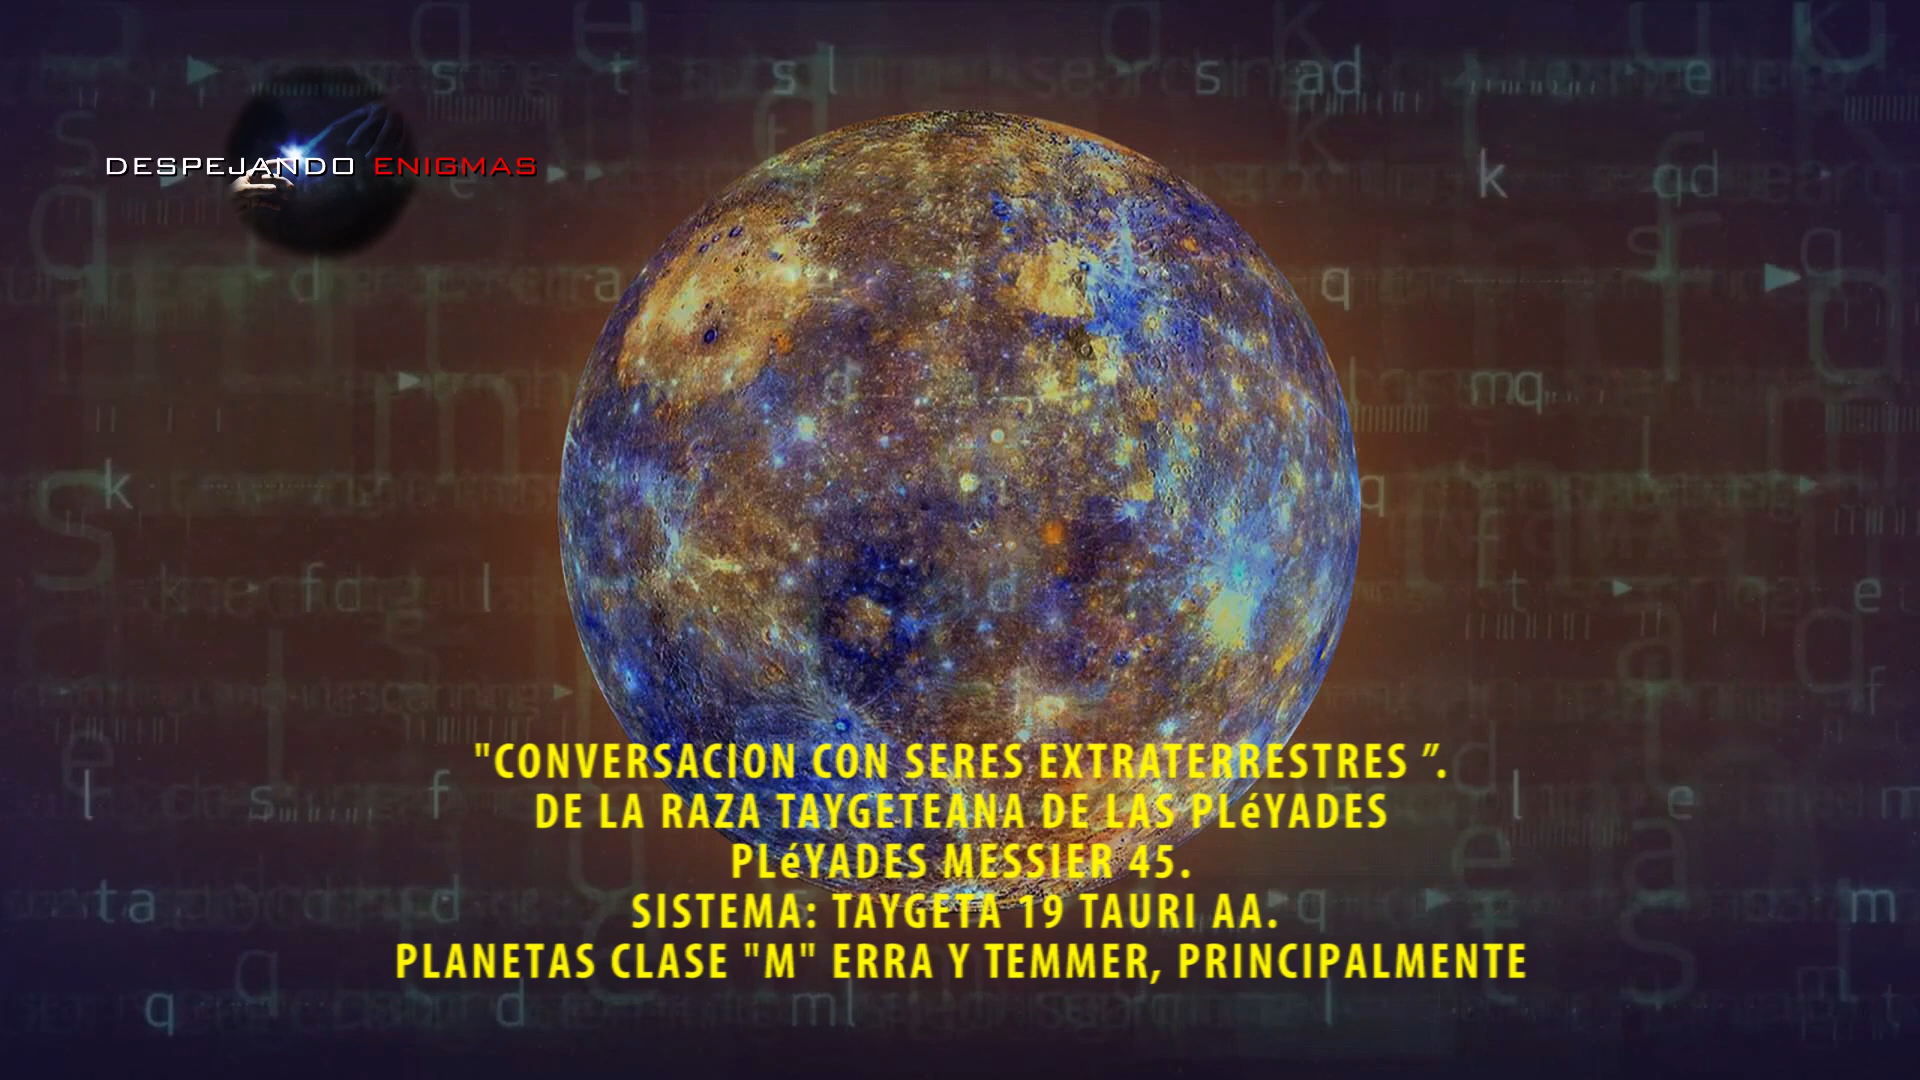 DESPEJANDO ENIGMAS
"CONVERSACION CON SERES EXTRATERRESTRES ”.
DE LA RAZA TAYGETEANA DE LAS PLéYADES
PLéYADES MESSIER 45.
SISTEMA: TAYGETA 19 TAURI AA.
PLANETAS CLASE "M" ERRA Y TEMMER, PRINCIPALMENTE